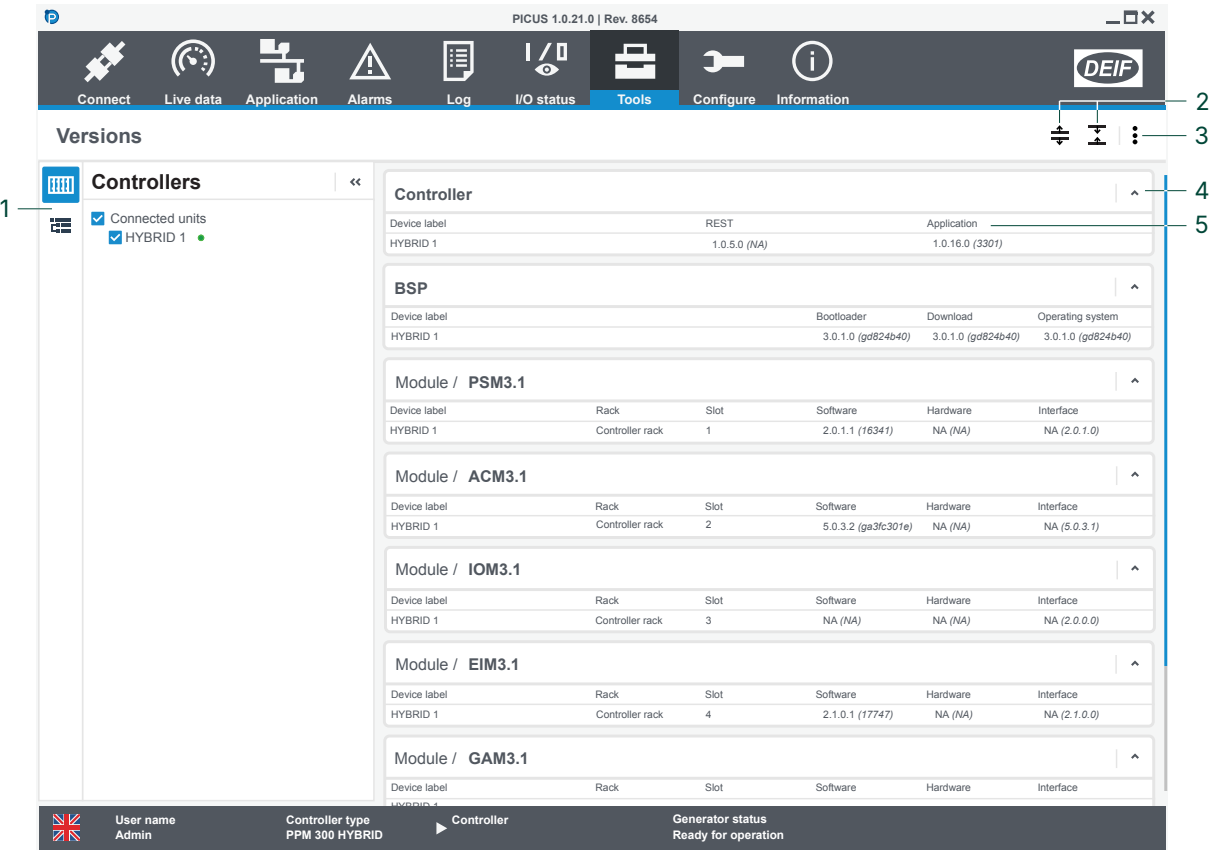 PICUS 1.0.21.0 | Rev. 8654
Connect Live data Application Alarms Log I/O status Tools Configure Information DEIF
2
Versions 3
Controllers «
1
Connected units
HYBRID 1
Controller 4
Device label REST Application 5
HYBRID 1 1.0.5.0 (NA) 1.0.16.0 (3301)
BSP
Device label Bootloader Download Operating system
HYBRID 1 3.0.1.0 (gd824b40) 3.0.1.0 (gd824b40) 3.0.1.0 (gd824b40)
Module / PSM3.1
Device label Rack Slot Software Hardware Interface
HYBRID 1 Controller rack 1 2.0.1.1 (16341) NA (NA) NA (2.0.1.0)
Module / ACM3.1
Device label Rack Slot Software Hardware Interface
HYBRID 1 Controller rack 2 5.0.3.2 (ga3fc301e) NA (NA) NA (5.0.3.1)
Module / IOM3.1
Device label Rack Slot Software Hardware Interface
HYBRID 1 Controller rack 3 NA (NA) NA (NA) NA (2.0.0.0)
Module / EIM3.1
Device label Rack Slot Software Hardware Interface
HYBRID 1 Controller rack 4 2.1.0.1 (17747) NA (NA) NA (2.1.0.0)
Module / GAM3.1
Device label Rack Slot Software Hardware Interface
HYBRID 1
User name Controller type Controller Generator status
Admin PPM 300 HYBRID Ready for operation